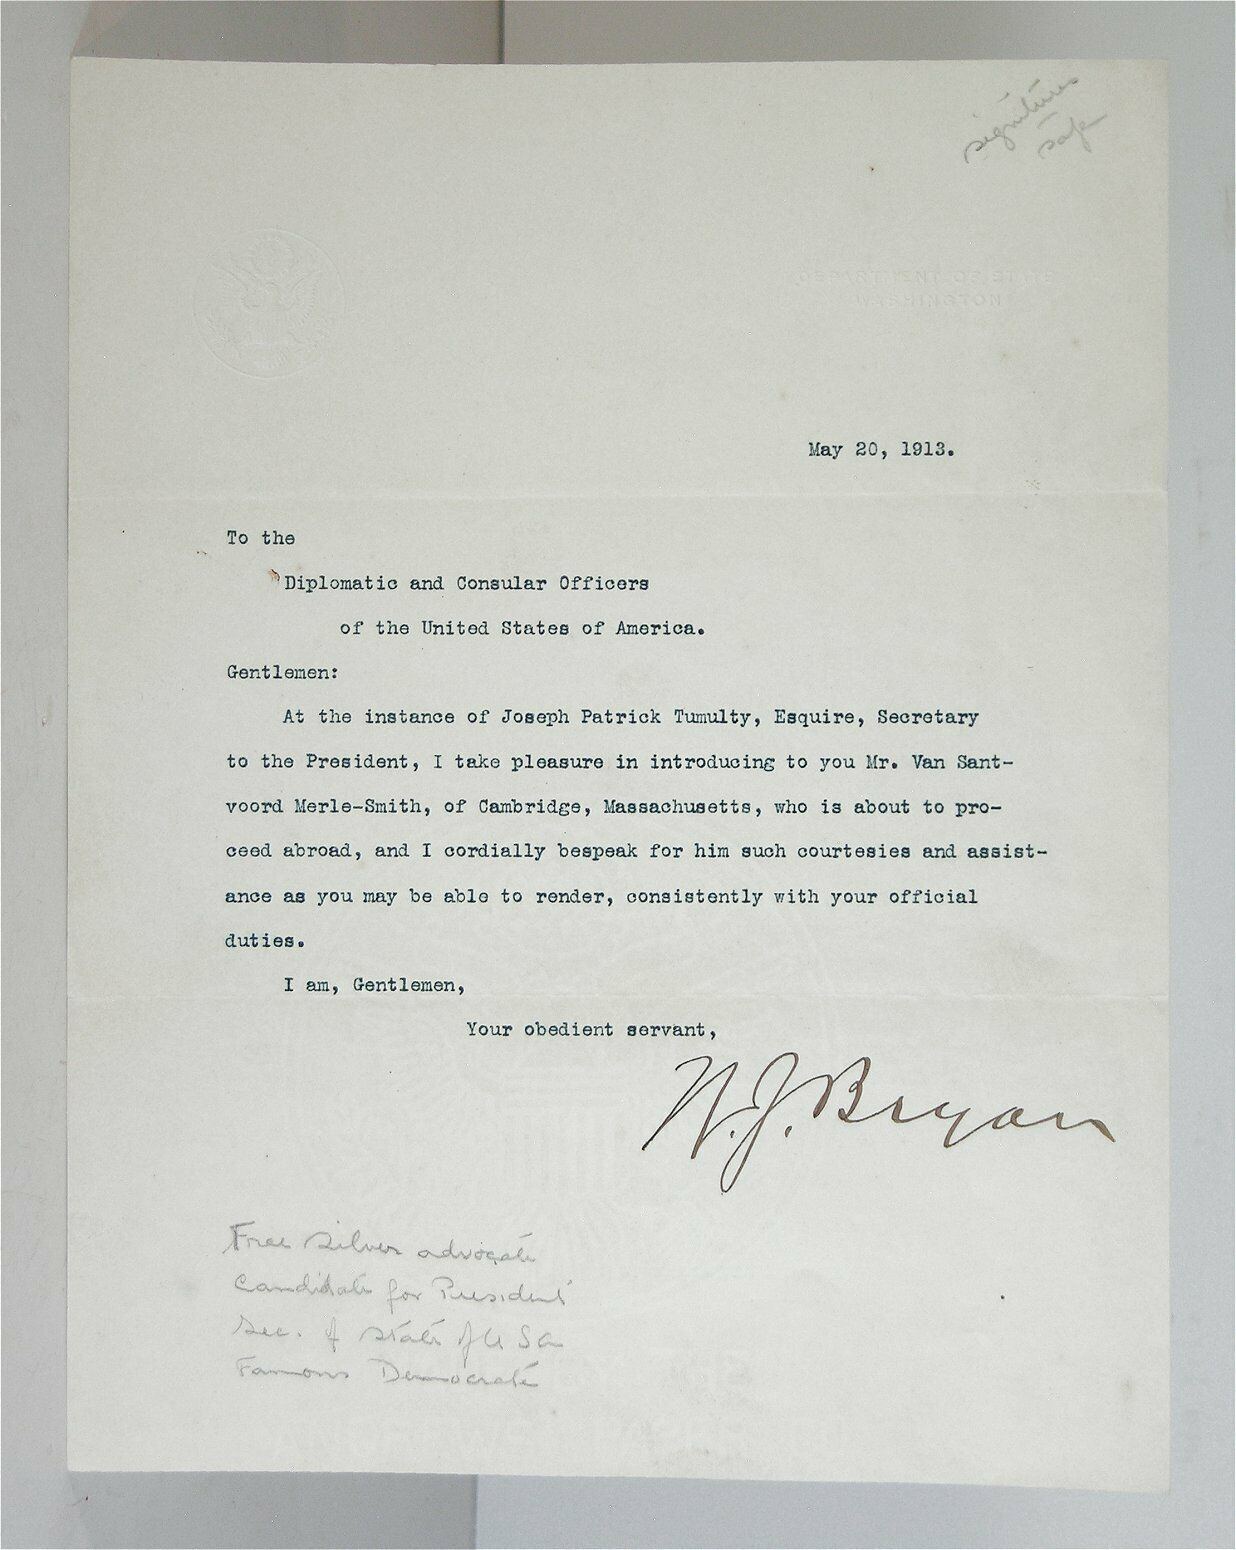 signitures
safe
DEPARTMENT OF STATE
WASHINGTON
May 20, 1913.
To the
Diplomatic and Consular Officers
of the United States of America.
Gentlemen:
At the instance of Joseph Patrick Tumulty, Esquire, Secretary
to the President, I take pleasure in introducing to you Mr. Van Sant-
voord Merle-Smith, of Cambridge, Massachusetts, who is about to pro-
ceed abroad, and I cordially bespeak for him such courtesies and assist-
ance as you may be able to render, consistently with your official
duties.
I am, Gentlemen,
Your obedient servant,
W. J. Bryan
Free silver advocate
Candidate for President
Sec. of State of U S a
Famous Democrate